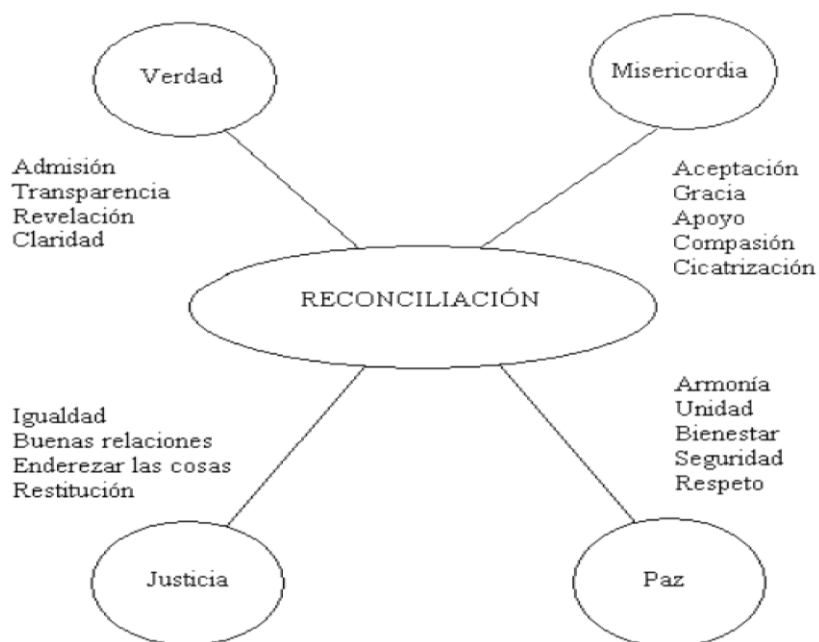 Verdad
Misericordia
Admisión
Transparencia
Revelación
Claridad
Aceptación
Gracia
Apoyo
Compasión
Cicatrización
RECONCILIACIÓN
Igualdad
Buenas relaciones
Enderezar las cosas
Restitución
Armonía
Unidad
Bienestar
Seguridad
Respeto
Justicia
Paz